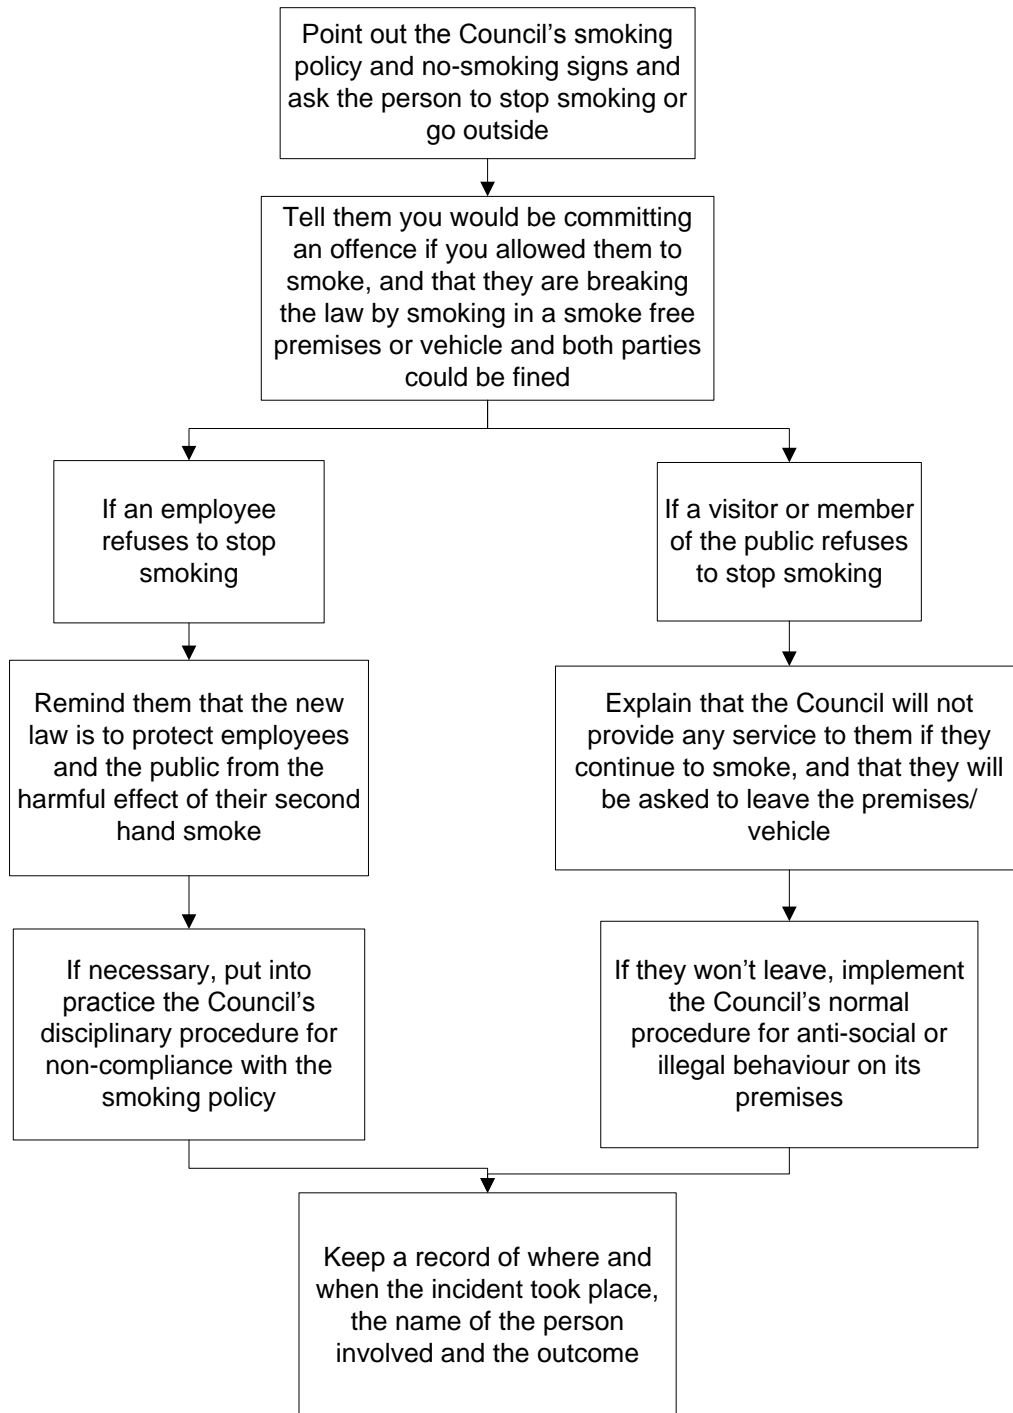 Point out the Council’s smoking
policy and no-smoking signs and
ask the person to stop smoking or
go outside
Tell them you would be committing
an offence if you allowed them to
smoke, and that they are breaking
the law by smoking in a smoke free
premises or vehicle and both parties
could be fined
If an employee
refuses to stop
smoking
If a visitor or member
of the public refuses
to stop smoking
Remind them that the new
law is to protect employees
and the public from the
harmful effect of their second
hand smoke
Explain that the Council will not
provide any service to them if they
continue to smoke, and that they will
be asked to leave the premises/
vehicle
If necessary, put into
practice the Council’s
disciplinary procedure for
non-compliance with the
smoking policy
If they won’t leave, implement
the Council’s normal
procedure for anti-social or
illegal behaviour on its
premises
Keep a record of where and
when the incident took place,
the name of the person
involved and the outcome